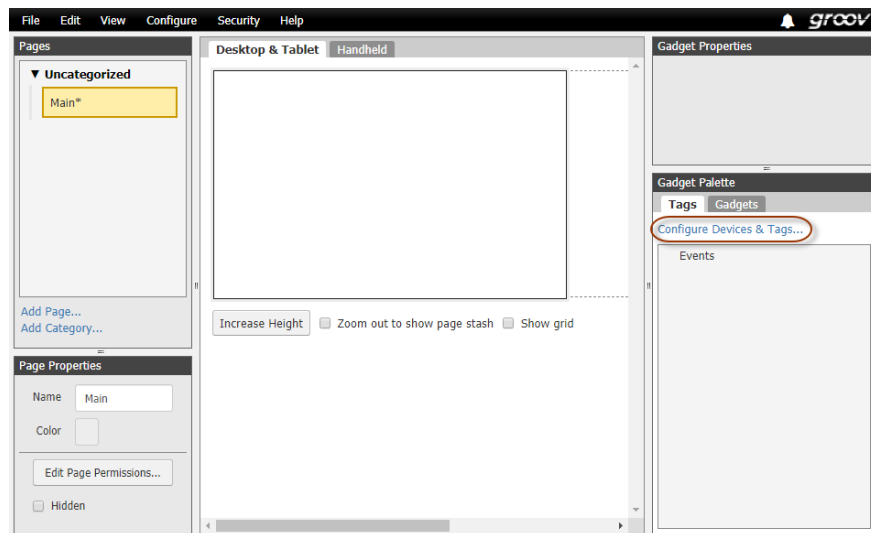 File Edit View Configure Security Help groov
Pages
▼ Uncategorized
Main*
Add Page...
Add Category...
Page Properties
Name Main
Color
Edit Page Permissions...
Hidden
Desktop & Tablet Handheld
Increase Height Zoom out to show page stash Show grid
Gadget Properties
Gadget Palette
Tags Gadgets
Configure Devices & Tags...
Events